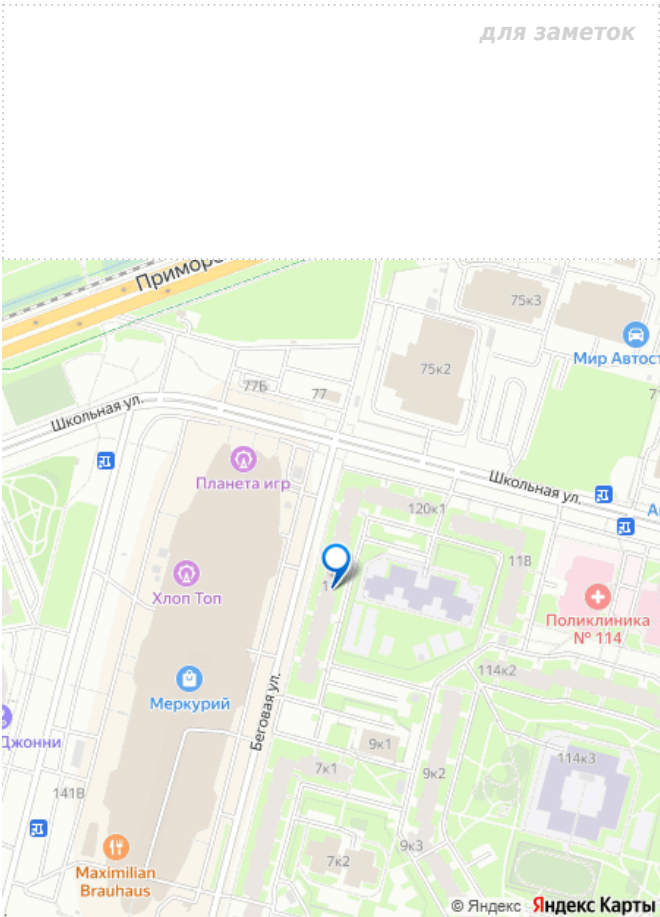 для заметок
Приморс
75к3
Мир Автост
75к2
77Б
77
Школьная ул.
Планета игр
Школьная ул.
120к1
118
Хлоп Топ
Поликлиника
№ 114
114к2
Меркурий
Беговая ул.
Джонни
9к1
7к1
9к2
114к3
141В
9к3
7к2
Maximilian
Brauhaus
© Яндекс Яндекс Карты